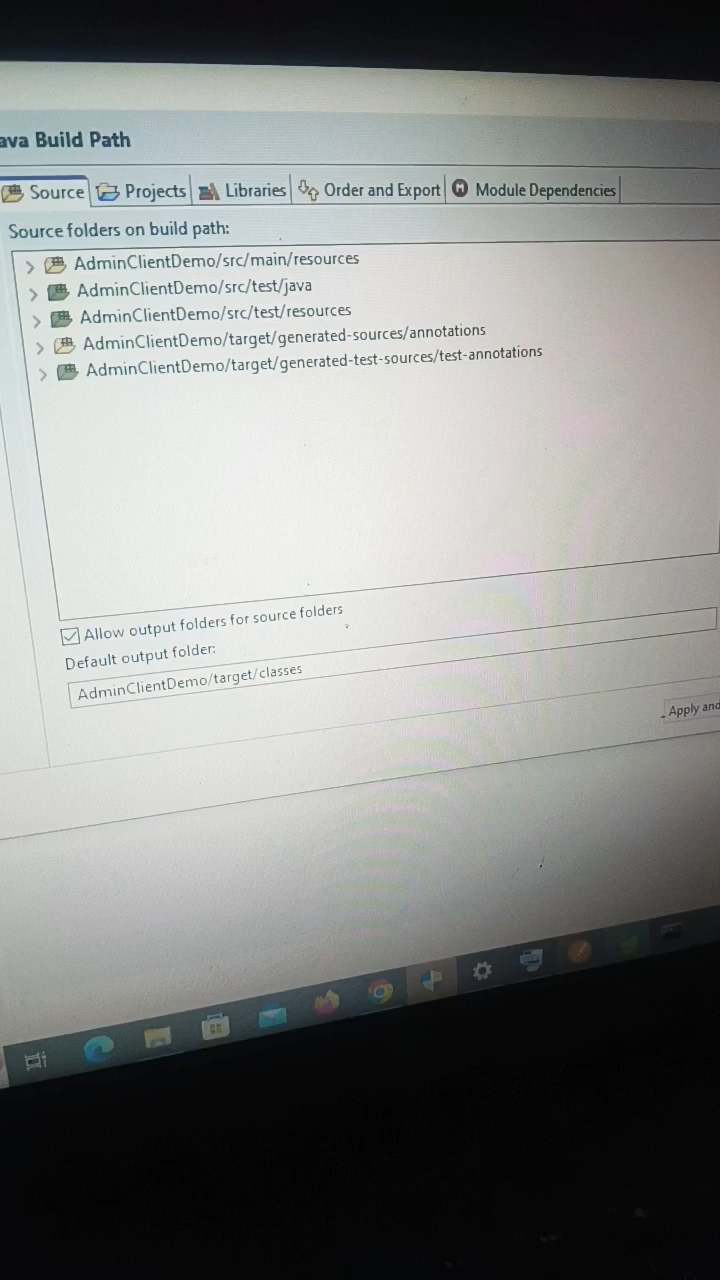 ava Build Path
Source Projects Libraries Order and Export Module Dependencies
Source folders on build path:
AdminClientDemo/src/main/resources
AdminClientDemo/src/test/java
AdminClientDemo/src/test/resources
AdminClientDemo/target/generated-sources/annotations
AdminClientDemo/target/generated-test-sources/test-annotations
Allow output folders for source folders
Default output folder:
AdminClientDemo/target/classes
Apply and